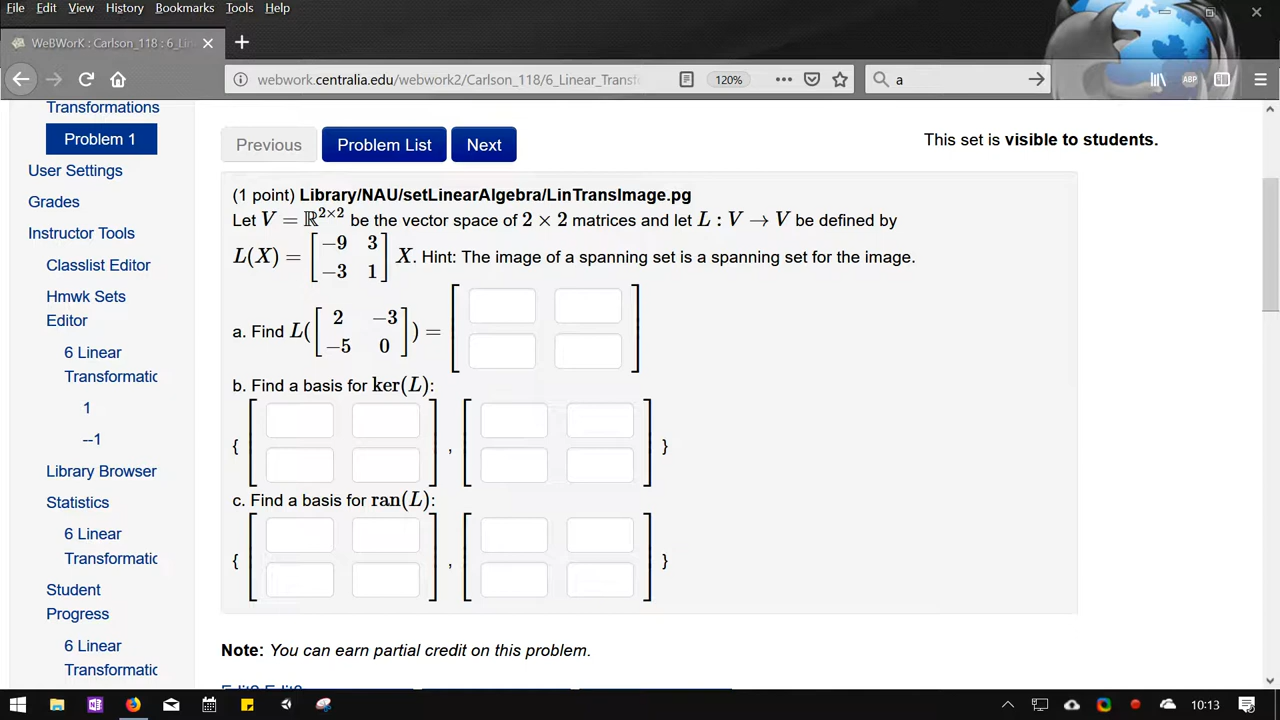 File Edit View History Bookmarks Tools Help
WeBWorK : Carlson_118 : 6_Lin
webwork.centralia.edu/webwork2/Carlson_118/6_Linear_Transf
120%
a
ABP
Transformations
Problem 1
User Settings
Grades
Instructor Tools
Classlist Editor
Hmwk Sets
Editor
6 Linear
Transformatic
1
--1
Library Browser
Statistics
6 Linear
Transformatic
Student
Progress
6 Linear
Transformatic
Previous Problem List Next
This set is visible to students.
(1 point) Library/NAU/setLinearAlgebra/LinTransImage.pg
Let V = ℝ^{2×2} be the vector space of 2 × 2 matrices and let L : V → V be defined by
L(X) = [−9 3; −3 1] X. Hint: The image of a spanning set is a spanning set for the image.
a. Find L([2 −3; −5 0]) =
b. Find a basis for ker(L):
{ [ ] , [ ] }
c. Find a basis for ran(L):
{ [ ] , [ ] }
Note: You can earn partial credit on this problem.
10:13